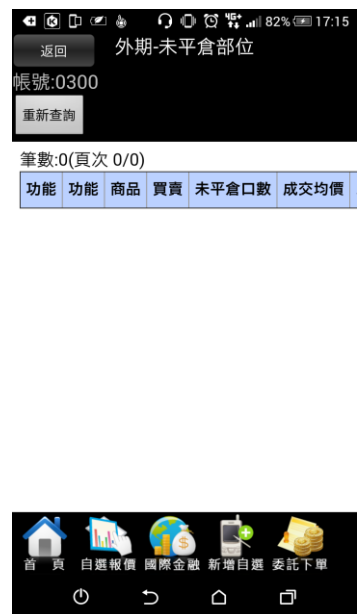 4G+ 82% 17:15
返回 外期-未平倉部位
帳號:0300
重新查詢
筆數:0(頁次 0/0)
功能 功能 商品 買賣 未平倉口數 成交均價
首 頁 自選報價 國際金融 新增自選 委託下單